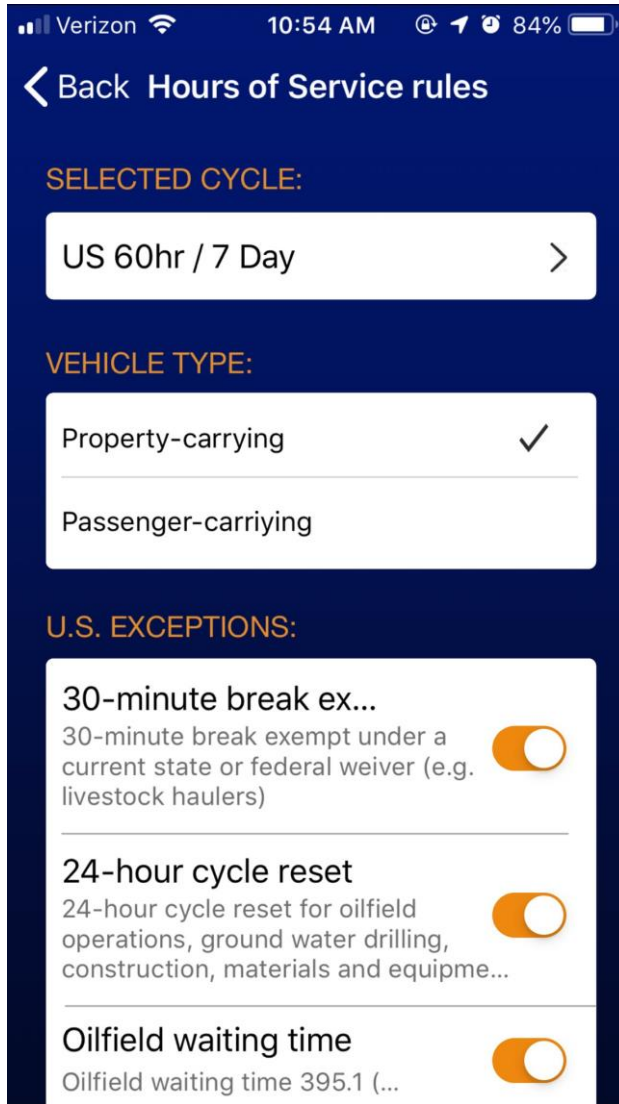 Verizon 10:54 AM 84%
Back Hours of Service rules
SELECTED CYCLE:
US 60hr / 7 Day
VEHICLE TYPE:
Property-carrying
Passenger-carriying
U.S. EXCEPTIONS:
30-minute break ex...
30-minute break exempt under a
current state or federal weiver (e.g.
livestock haulers)
24-hour cycle reset
24-hour cycle reset for oilfield
operations, ground water drilling,
construction, materials and equipme...
Oilfield waiting time
Oilfield waiting time 395.1 (...